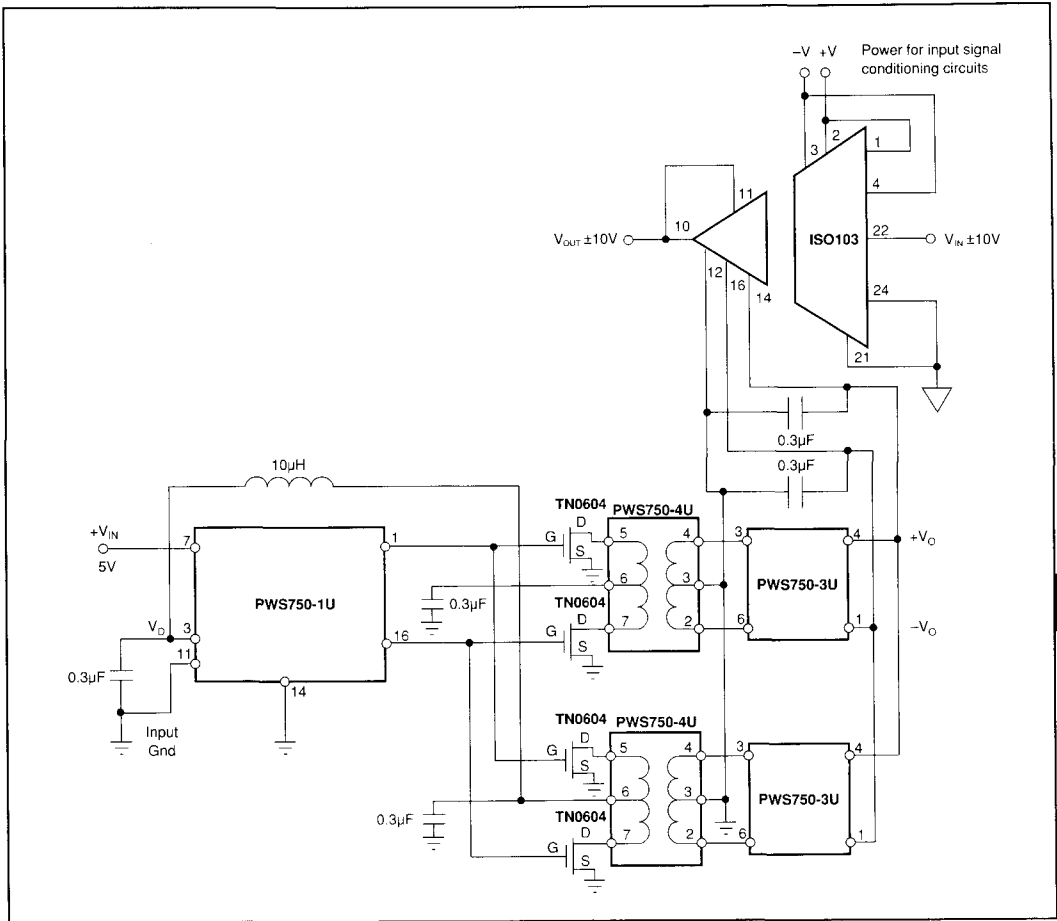 −V +V
Power for input signal
conditioning circuits
2
3
1
4
11
10
V_OUT ±10V
ISO103
22
V_IN ±10V
12
16
14
24
21
0.3µF
0.3µF
10µH
TN0604
PWS750-4U
+V_IN
5V
7
1
G
D
S
5
4
3
4
+V_O
PWS750-1U
6
3
PWS750-3U
0.3µF
TN0604
V_D
3
16
G
D
S
7
2
6
1
−V_O
11
0.3µF
14
Input
Gnd
TN0604
PWS750-4U
G
D
S
5
4
3
4
6
3
PWS750-3U
0.3µF
TN0604
G
D
S
7
2
6
1